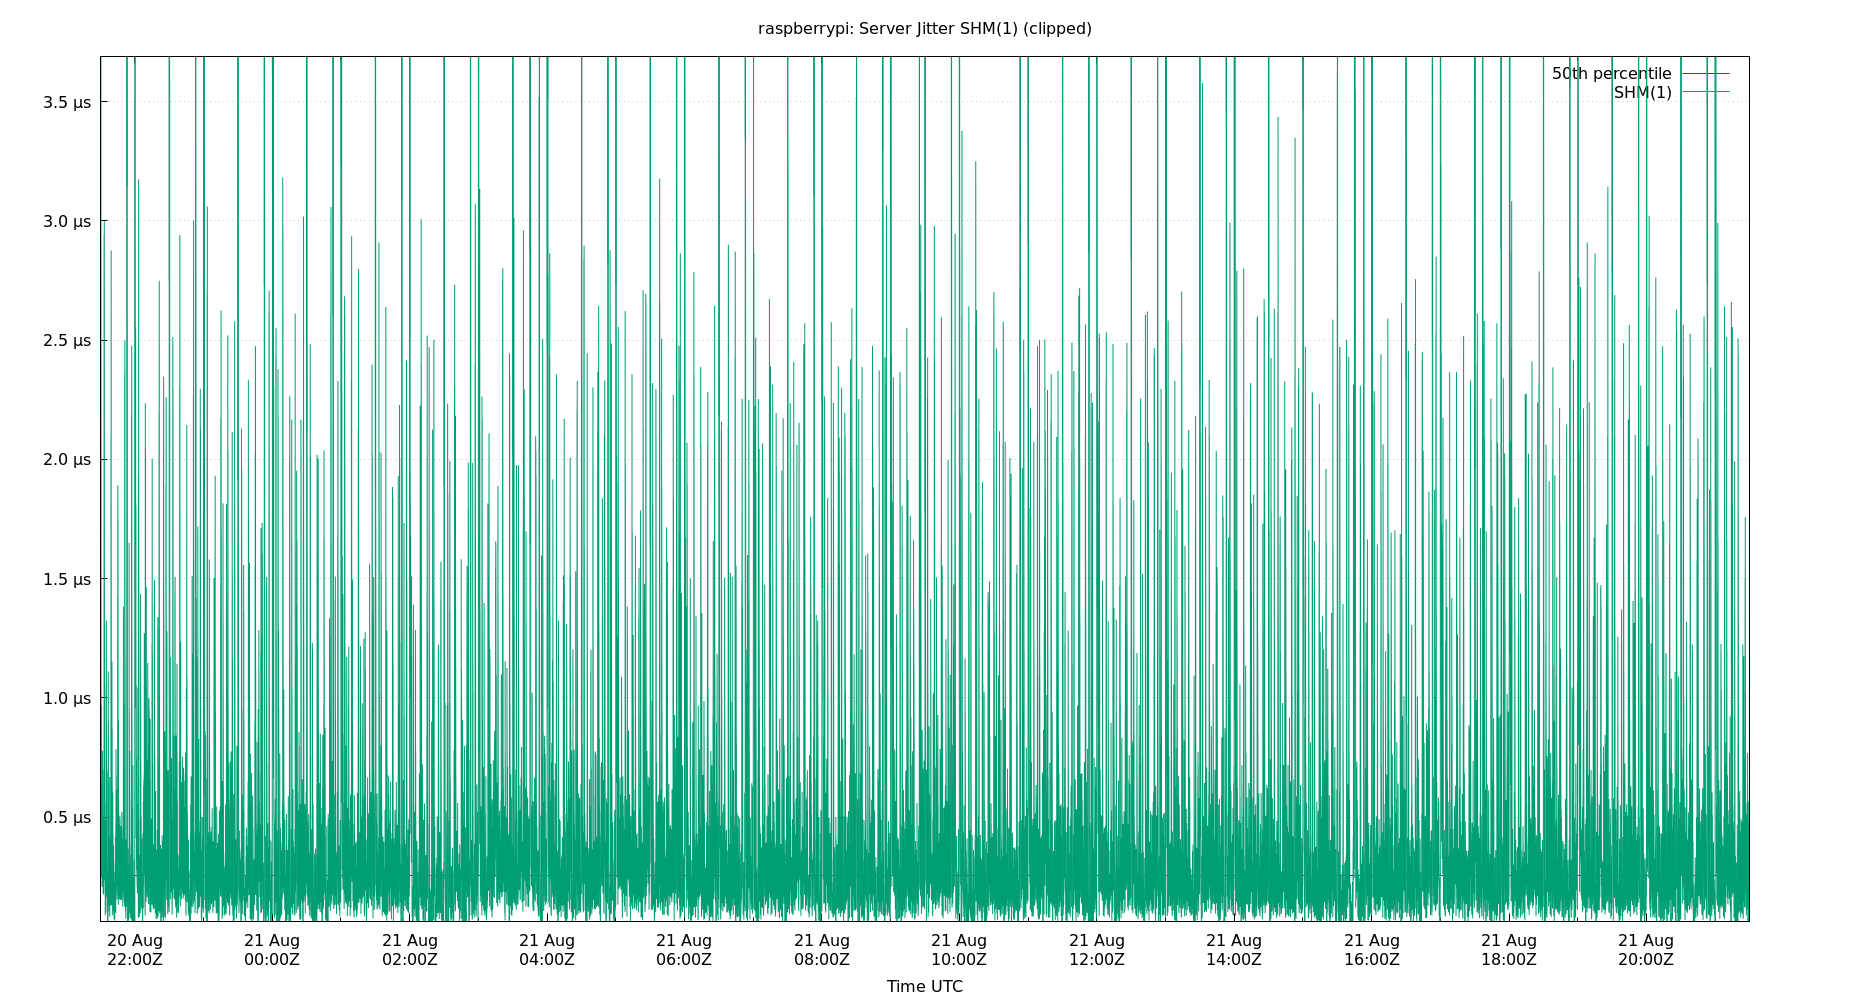 raspberrypi: Server Jitter SHM(1) (clipped)
50th percentile
SHM(1)
3.5 µs
3.0 µs
2.5 µs
2.0 µs
1.5 µs
1.0 µs
0.5 µs
20 Aug 21 Aug 21 Aug 21 Aug 21 Aug 21 Aug 21 Aug 21 Aug 21 Aug 21 Aug 21 Aug 21 Aug
22:00Z 00:00Z 02:00Z 04:00Z 06:00Z 08:00Z 10:00Z 12:00Z 14:00Z 16:00Z 18:00Z 20:00Z
Time UTC